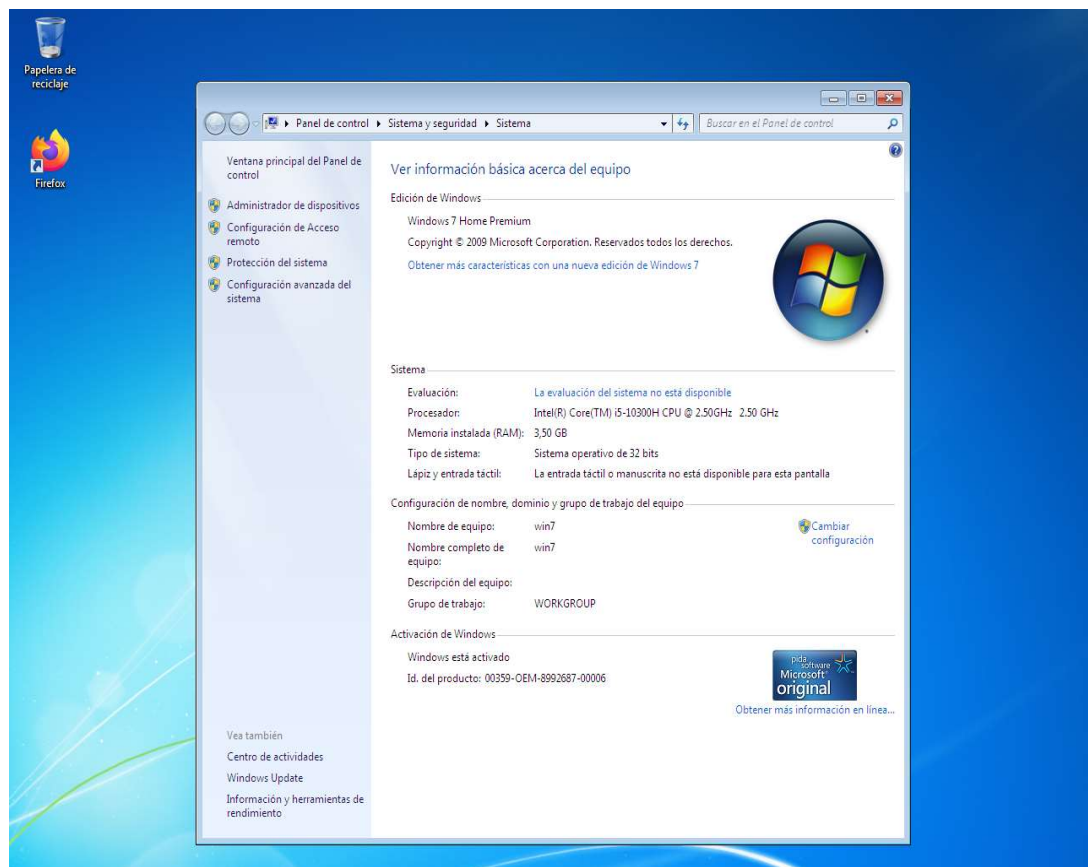 Papelera de
reciclaje
Firefox
Panel de control
Sistema y seguridad
Sistema
Buscar en el Panel de control
Ventana principal del Panel de
control
Administrador de dispositivos
Configuración de Acceso
remoto
Protección del sistema
Configuración avanzada del
sistema
Vea también
Centro de actividades
Windows Update
Información y herramientas de
rendimiento
Ver información básica acerca del equipo
Edición de Windows
Windows 7 Home Premium
Copyright © 2009 Microsoft Corporation. Reservados todos los derechos.
Obtener más características con una nueva edición de Windows 7
Sistema
Evaluación: La evaluación del sistema no está disponible
Procesador: Intel(R) Core(TM) i5-10300H CPU @ 2.50GHz 2.50 GHz
Memoria instalada (RAM): 3,50 GB
Tipo de sistema: Sistema operativo de 32 bits
Lápiz y entrada táctil: La entrada táctil o manuscrita no está disponible para esta pantalla
Configuración de nombre, dominio y grupo de trabajo del equipo
Nombre de equipo: win7
Cambiar
configuración
Nombre completo de
equipo: win7
Descripción del equipo:
Grupo de trabajo: WORKGROUP
Activación de Windows
Windows está activado
Id. del producto: 00359-OEM-8992687-00006
pida
software
Microsoft
original
Obtener más información en línea...